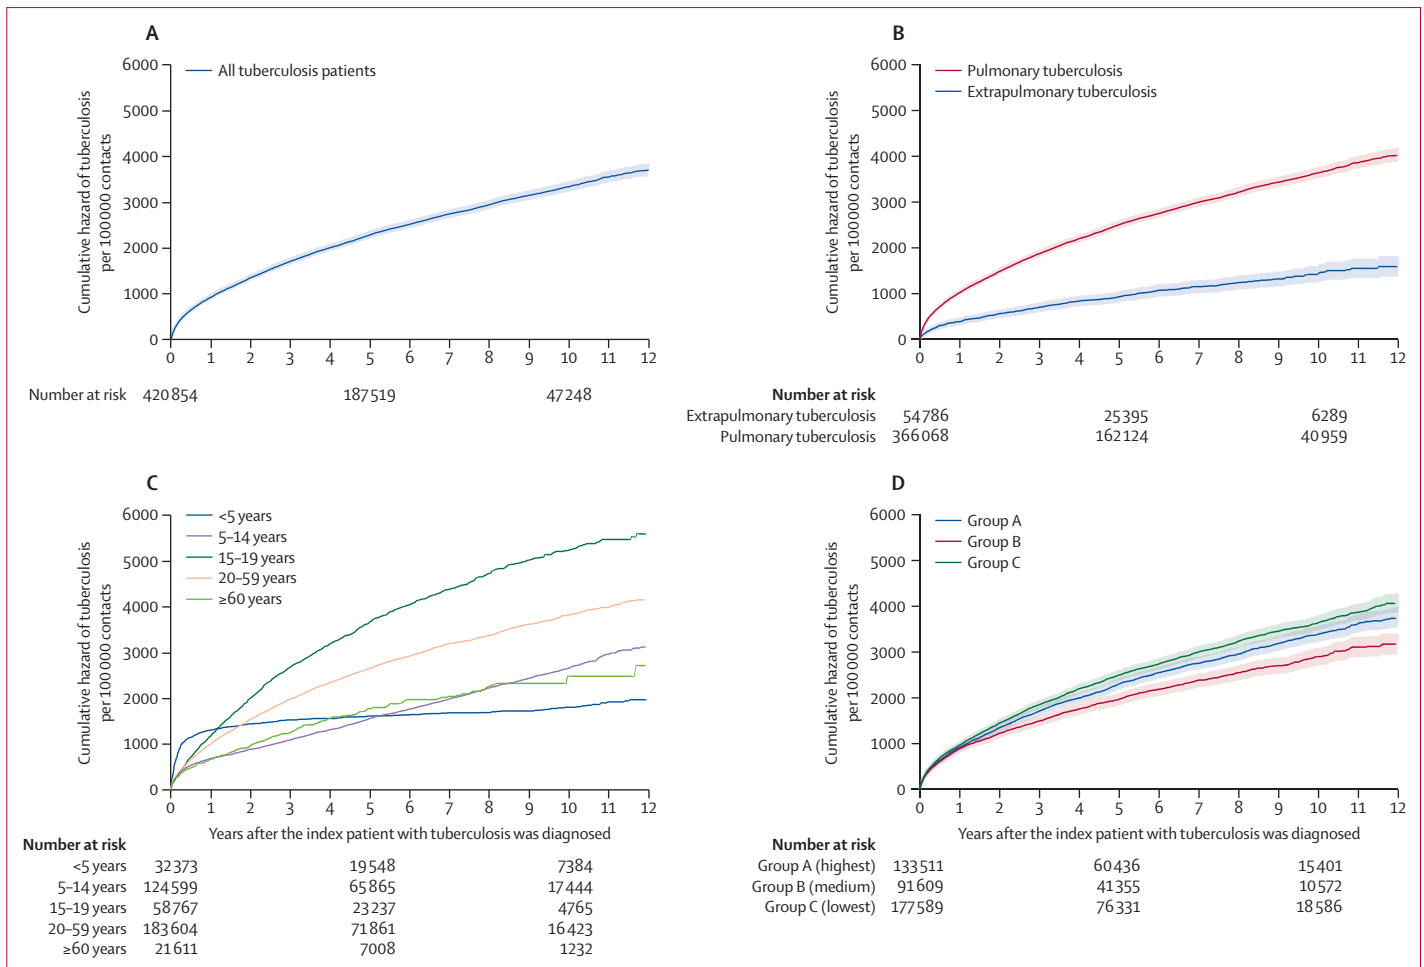 A
Cumulative hazard of tuberculosis
per 100 000 contacts
6000
5000
4000
3000
2000
1000
0
All tuberculosis patients
0 1 2 3 4 5 6 7 8 9 10 11 12
Number at risk 420 854 187 519 47 248
B
Cumulative hazard of tuberculosis
per 100 000 contacts
6000
5000
4000
3000
2000
1000
0
Pulmonary tuberculosis
Extrapulmonary tuberculosis
0 1 2 3 4 5 6 7 8 9 10 11 12
Number at risk
Extrapulmonary tuberculosis 54 786 25 395 6289
Pulmonary tuberculosis 366 068 162 124 40 959
C
Cumulative hazard of tuberculosis
per 100 000 contacts
6000
5000
4000
3000
2000
1000
0
<5 years
5–14 years
15–19 years
20–59 years
≥60 years
0 1 2 3 4 5 6 7 8 9 10 11 12
Years after the index patient with tuberculosis was diagnosed
Number at risk
<5 years 32 373 19 548 7384
5–14 years 124 599 65 865 17 444
15–19 years 58 767 23 237 4765
20–59 years 183 604 71 861 16 423
≥60 years 21 611 7008 1232
D
Cumulative hazard of tuberculosis
per 100 000 contacts
6000
5000
4000
3000
2000
1000
0
Group A
Group B
Group C
0 1 2 3 4 5 6 7 8 9 10 11 12
Years after the index patient with tuberculosis was diagnosed
Number at risk
Group A (highest) 133 511 60 436 15 401
Group B (medium) 91 609 41 355 10 572
Group C (lowest) 177 589 76 331 18 586